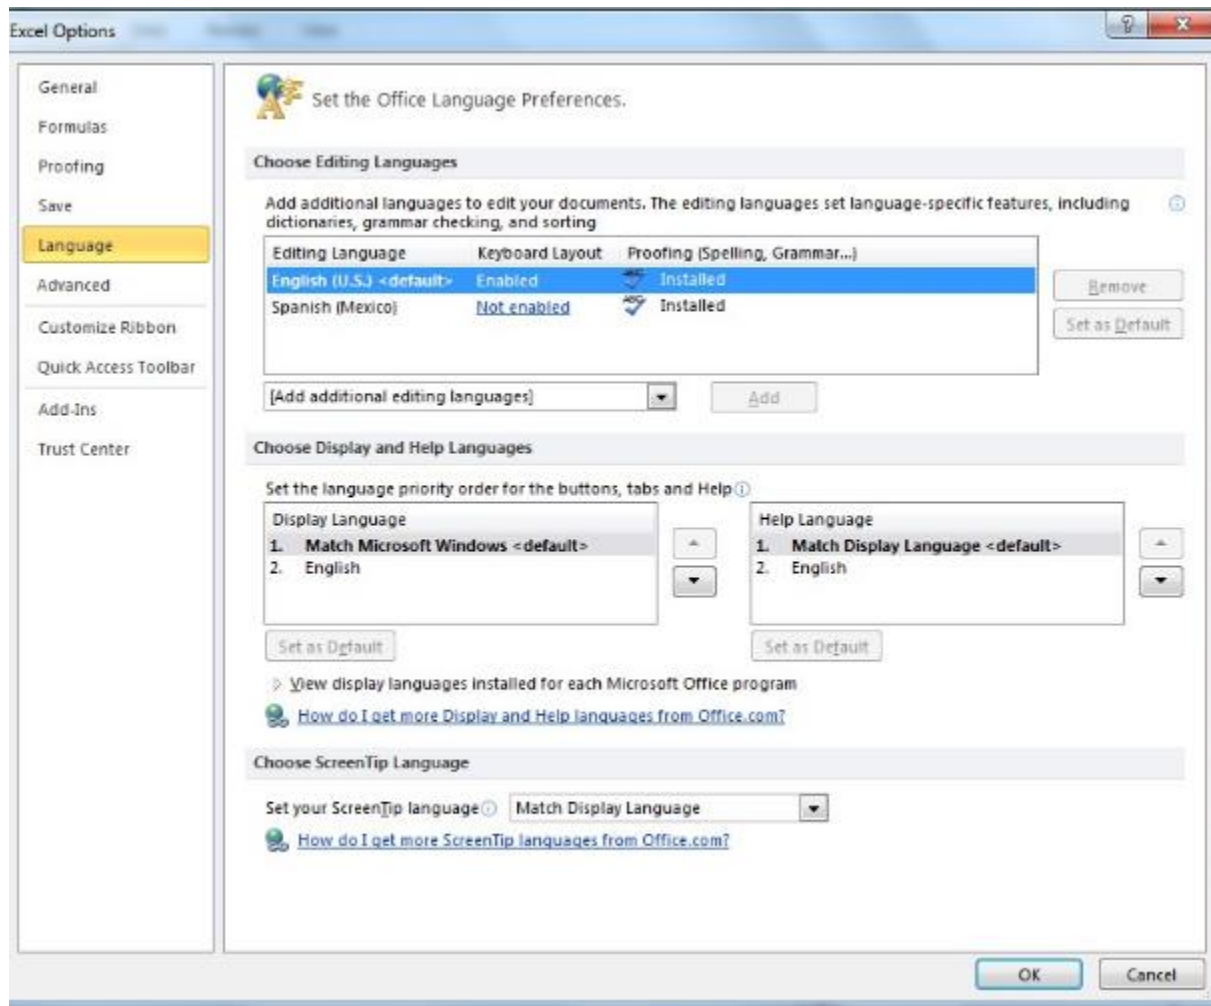 Excel Options
General
Formulas
Proofing
Save
Language
Advanced
Customize Ribbon
Quick Access Toolbar
Add-Ins
Trust Center
Set the Office Language Preferences.
Choose Editing Languages
Add additional languages to edit your documents. The editing languages set language-specific features, including
dictionaries, grammar checking, and sorting
Editing Language Keyboard Layout Proofing (Spelling, Grammar...)
English (U.S.) <default> Enabled Installed
Spanish (Mexico) Not enabled Installed
Remove
Set as Default
[Add additional editing languages] Add
Choose Display and Help Languages
Set the language priority order for the buttons, tabs and Help
Display Language
1. Match Microsoft Windows <default>
2. English
Set as Default
Help Language
1. Match Display Language <default>
2. English
Set as Default
View display languages installed for each Microsoft Office program
How do I get more Display and Help languages from Office.com?
Choose ScreenTip Language
Set your ScreenTip language Match Display Language
How do I get more ScreenTip languages from Office.com?
OK Cancel